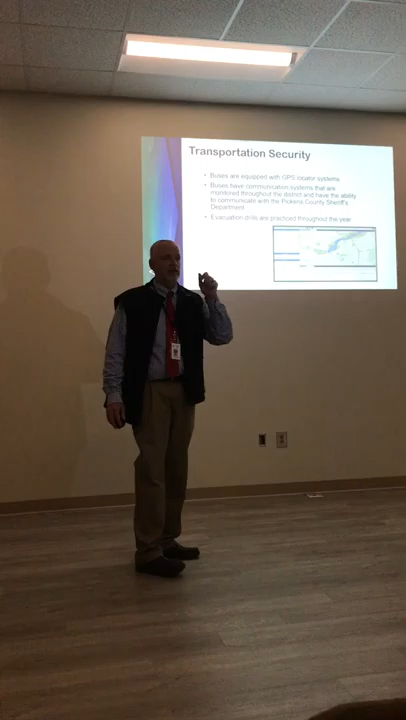 Transportation Security
• Buses are equipped with GPS locator systems
• Buses have communication systems that are
monitored throughout the district and have the ability
to communicate with the Pickens County Sheriff's
Department
• Evacuation drills are practiced throughout the year